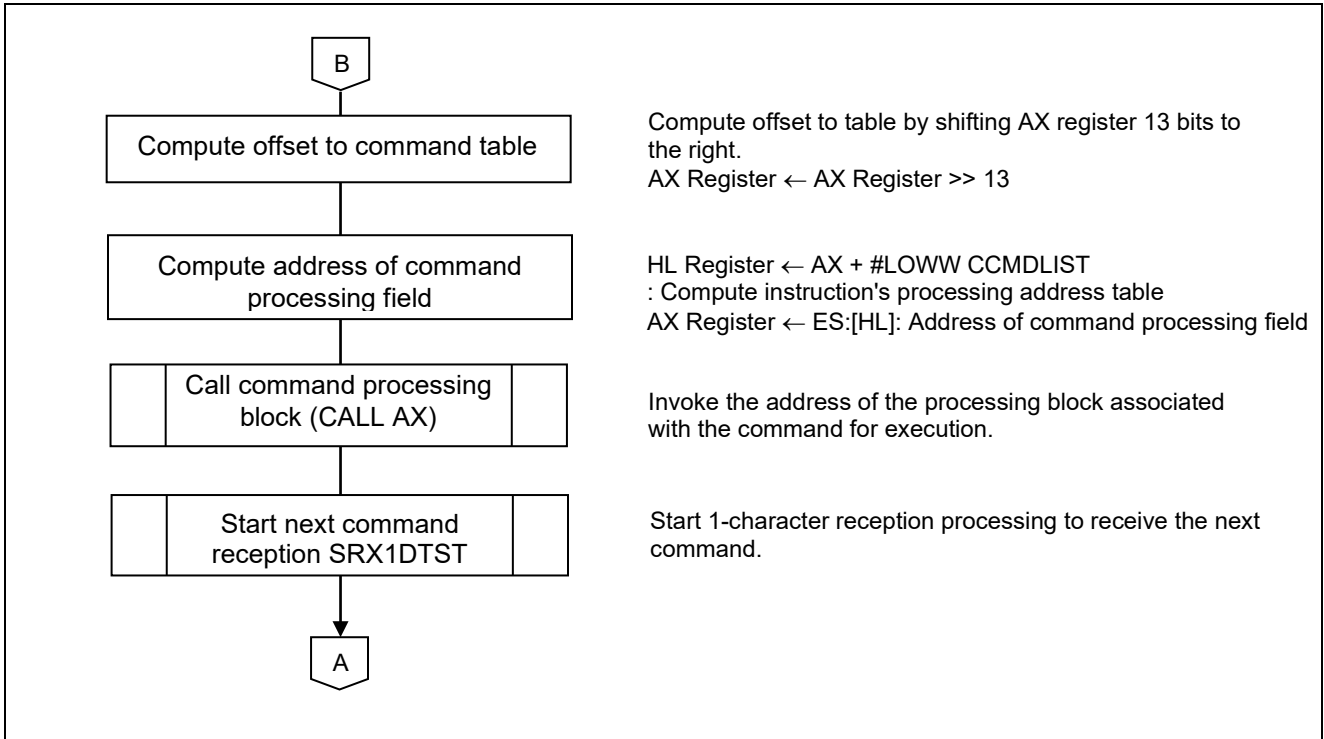 B
Compute offset to command table
Compute offset to table by shifting AX register 13 bits to
the right.
AX Register ← AX Register >> 13
Compute address of command
processing field
HL Register ← AX + #LOWW CCMDLIST
: Compute instruction's processing address table
AX Register ← ES:[HL]: Address of command processing field
Call command processing
block (CALL AX)
Invoke the address of the processing block associated
with the command for execution.
Start next command
reception SRX1DTST
Start 1-character reception processing to receive the next
command.
A